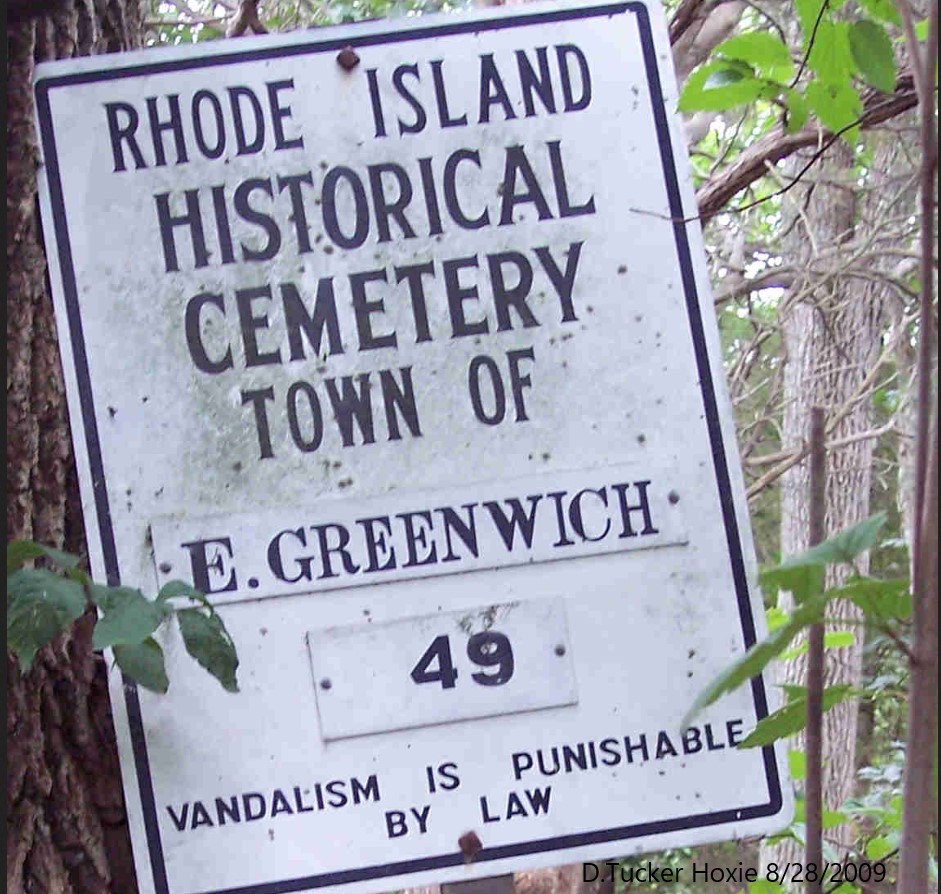 RHODE ISLAND
HISTORICAL
CEMETERY
TOWN OF
E. GREENWICH
49
VANDALISM IS PUNISHABLE
BY LAW
D.Tucker Hoxie 8/28/2009